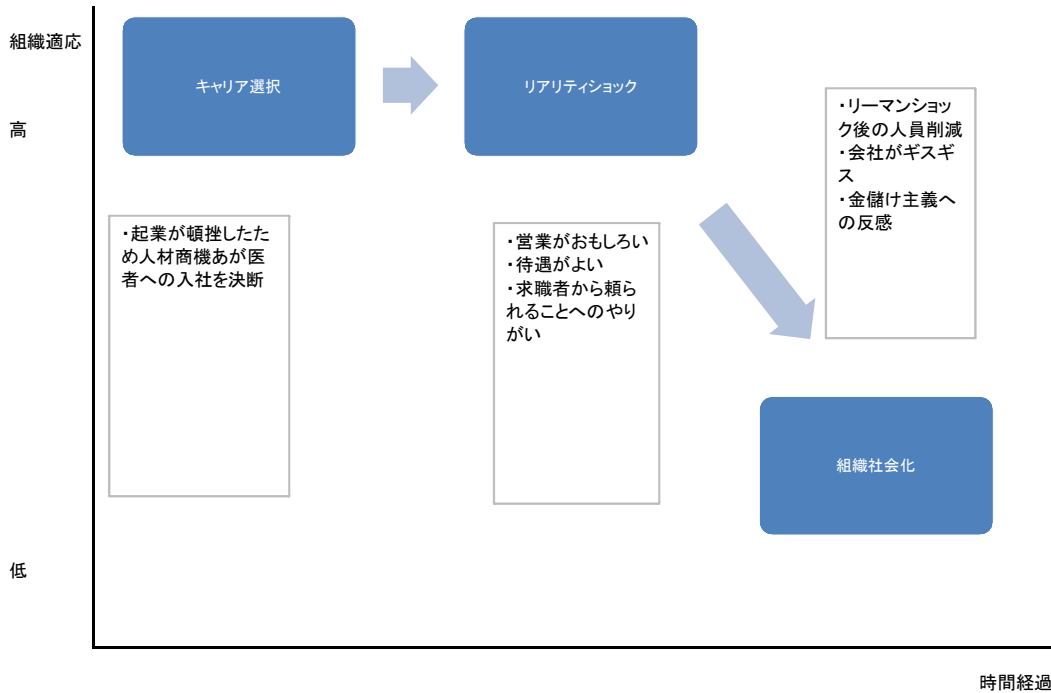 組織適応
高
低
キャリア選択
リアリティショック
・起業が頓挫したた
め人材商機あが医
者への入社を決断
・営業がおもしろい
・待遇がよい
・求職者から頼ら
れることへのやり
がい
・リーマンショッ
ク後の人員削減
・会社がギスギ
ス
・金儲け主義へ
の反感
組織社会化
時間経過